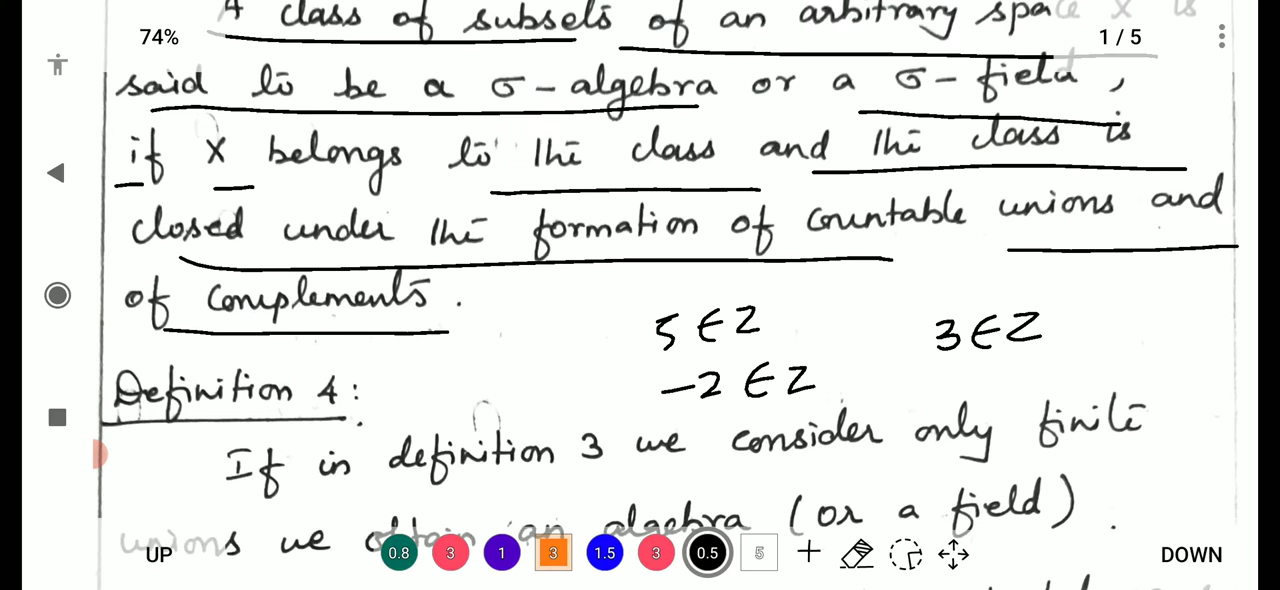 A class of subsets of an arbitrary space X is
74%
1 / 5
said to be a σ-algebra or a σ-field,
if X belongs to the class and the class is
closed under the formation of countable unions and
of complements.
5 ∈ Z
3 ∈ Z
-2 ∈ Z
Definition 4:
If in definition 3 we consider only finite
unions we obtain an algebra (or a field).
UP
0.8
3
1
3
1.5
3
0.5
5
DOWN